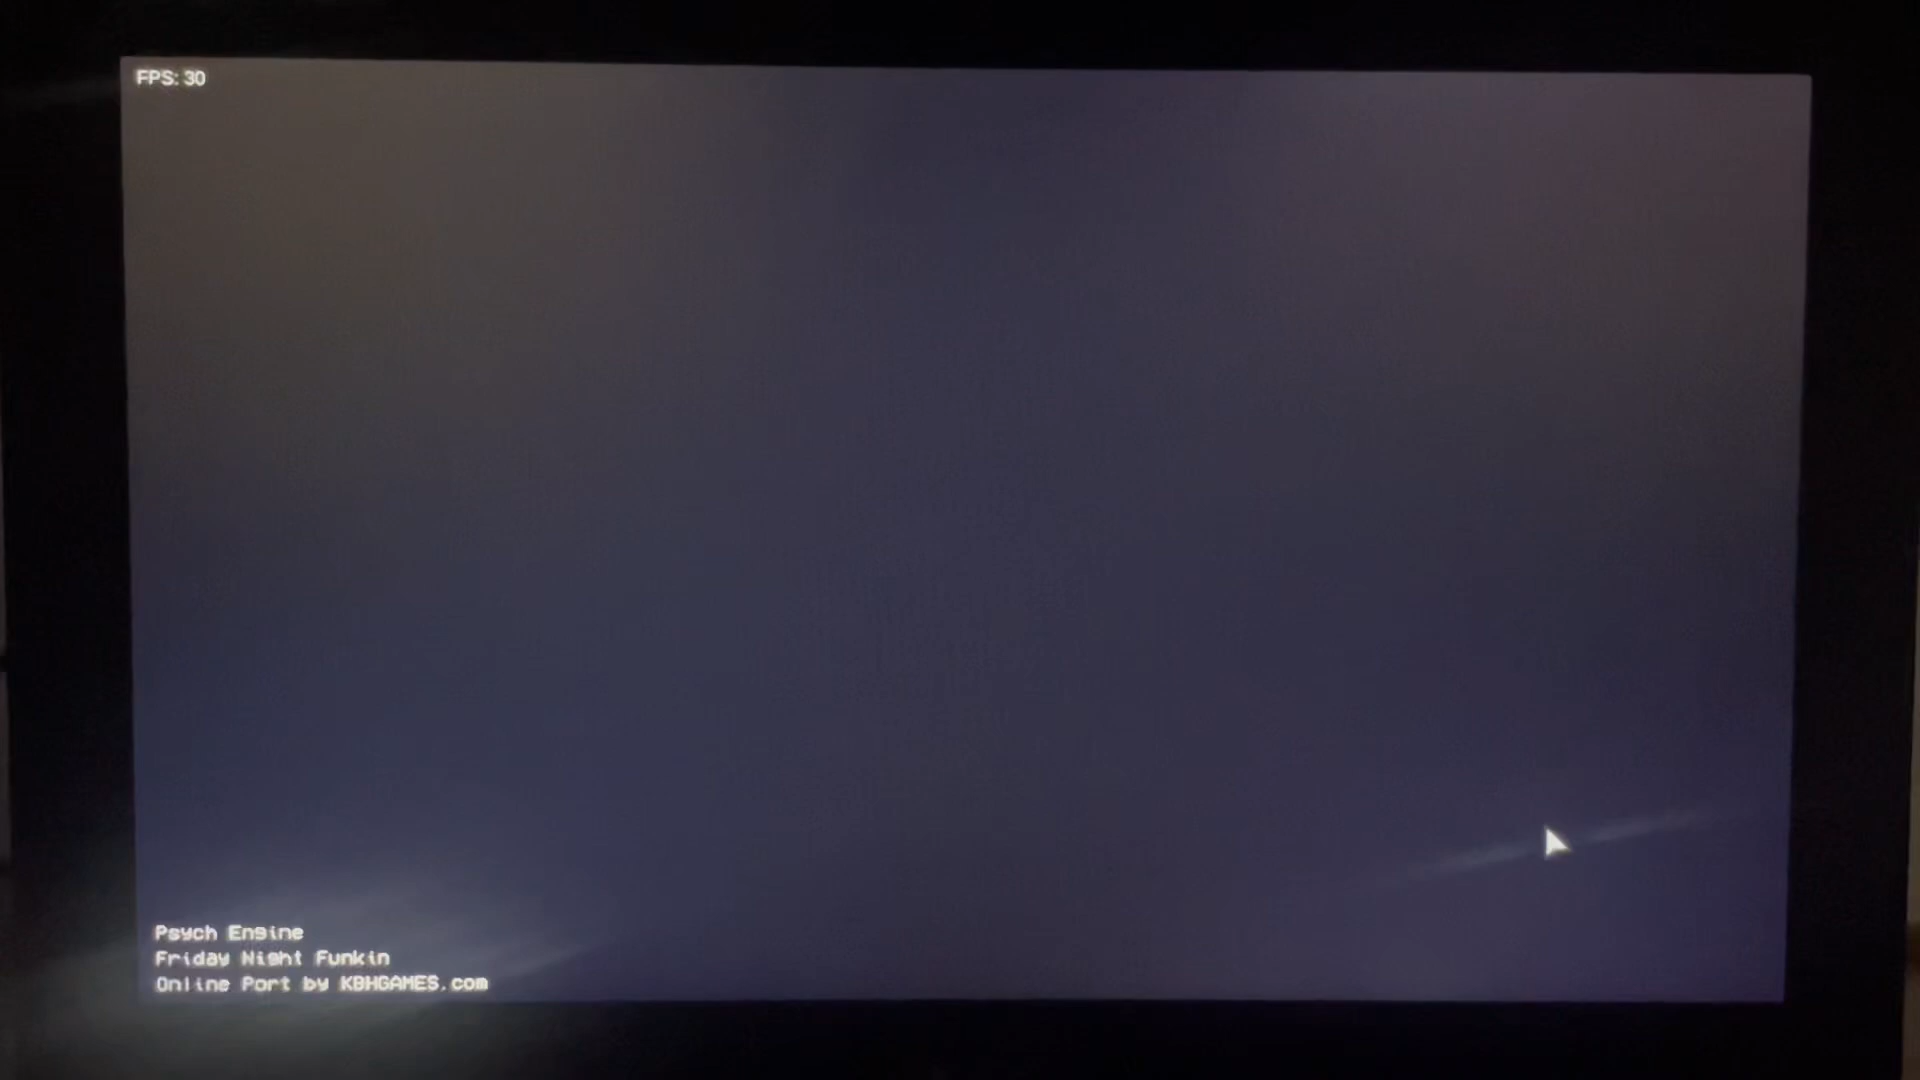 FPS: 30
Psych Engine
Friday Night Funkin
Online Port by KBHGAMES.com